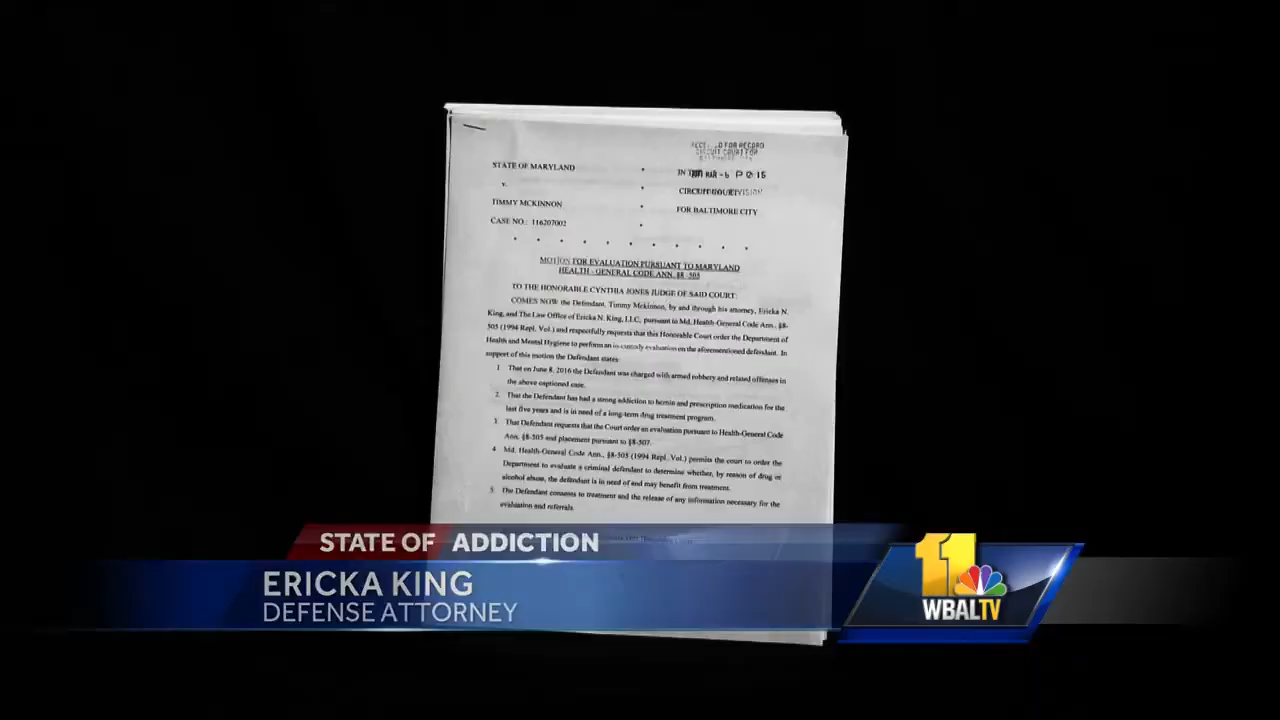 STATE OF MARYLAND
v.
TIMMY MCKINNON
CASE NO.: 116207002
FOR RECORD
CIRCUIT COURT FOR
IN
MAR -6 P
FOR BALTIMORE CITY
MOTION FOR EVALUATION PURSUANT TO MARYLAND
HEALTH - GENERAL CODE ANN. §8-505
TO THE HONORABLE CYNTHIA JONES JUDGE OF SAID COURT:
COMES NOW the Defendant, Timmy Mckinnon, by and through his attorney, Ericka N.
King, and The Law Office of Ericka N. King, LLC, pursuant to Md. Health-General Code Ann., §8-
505 (1994 Repl. Vol.) and respectfully requests that this Honorable Court order the Department of
Health and Mental Hygiene to perform an in-custody evaluation on the aforementioned defendant. In
support of this motion the Defendant states:
1. That on June 8, 2016 the Defendant was charged with armed robbery and related offenses in
the above captioned case.
2. That the Defendant has had a strong addiction to heroin and prescription medication for the
last five years and is in need of a long-term drug treatment program.
3. That Defendant requests that the Court order an evaluation pursuant to Health-General Code
Ann. §8-505 and placement pursuant to §8-507.
4. Md. Health-General Code Ann., §8-505 (1994 Repl. Vol.) permits the court to order the
Department to evaluate a criminal defendant to determine whether, by reason of drug or
alcohol abuse, the defendant is in need of and may benefit from treatment.
5. The Defendant consents to treatment and the release of any information necessary for the
evaluation and referrals.
STATE OF ADDICTION
ERICKA KING
DEFENSE ATTORNEY
11
WBALTV